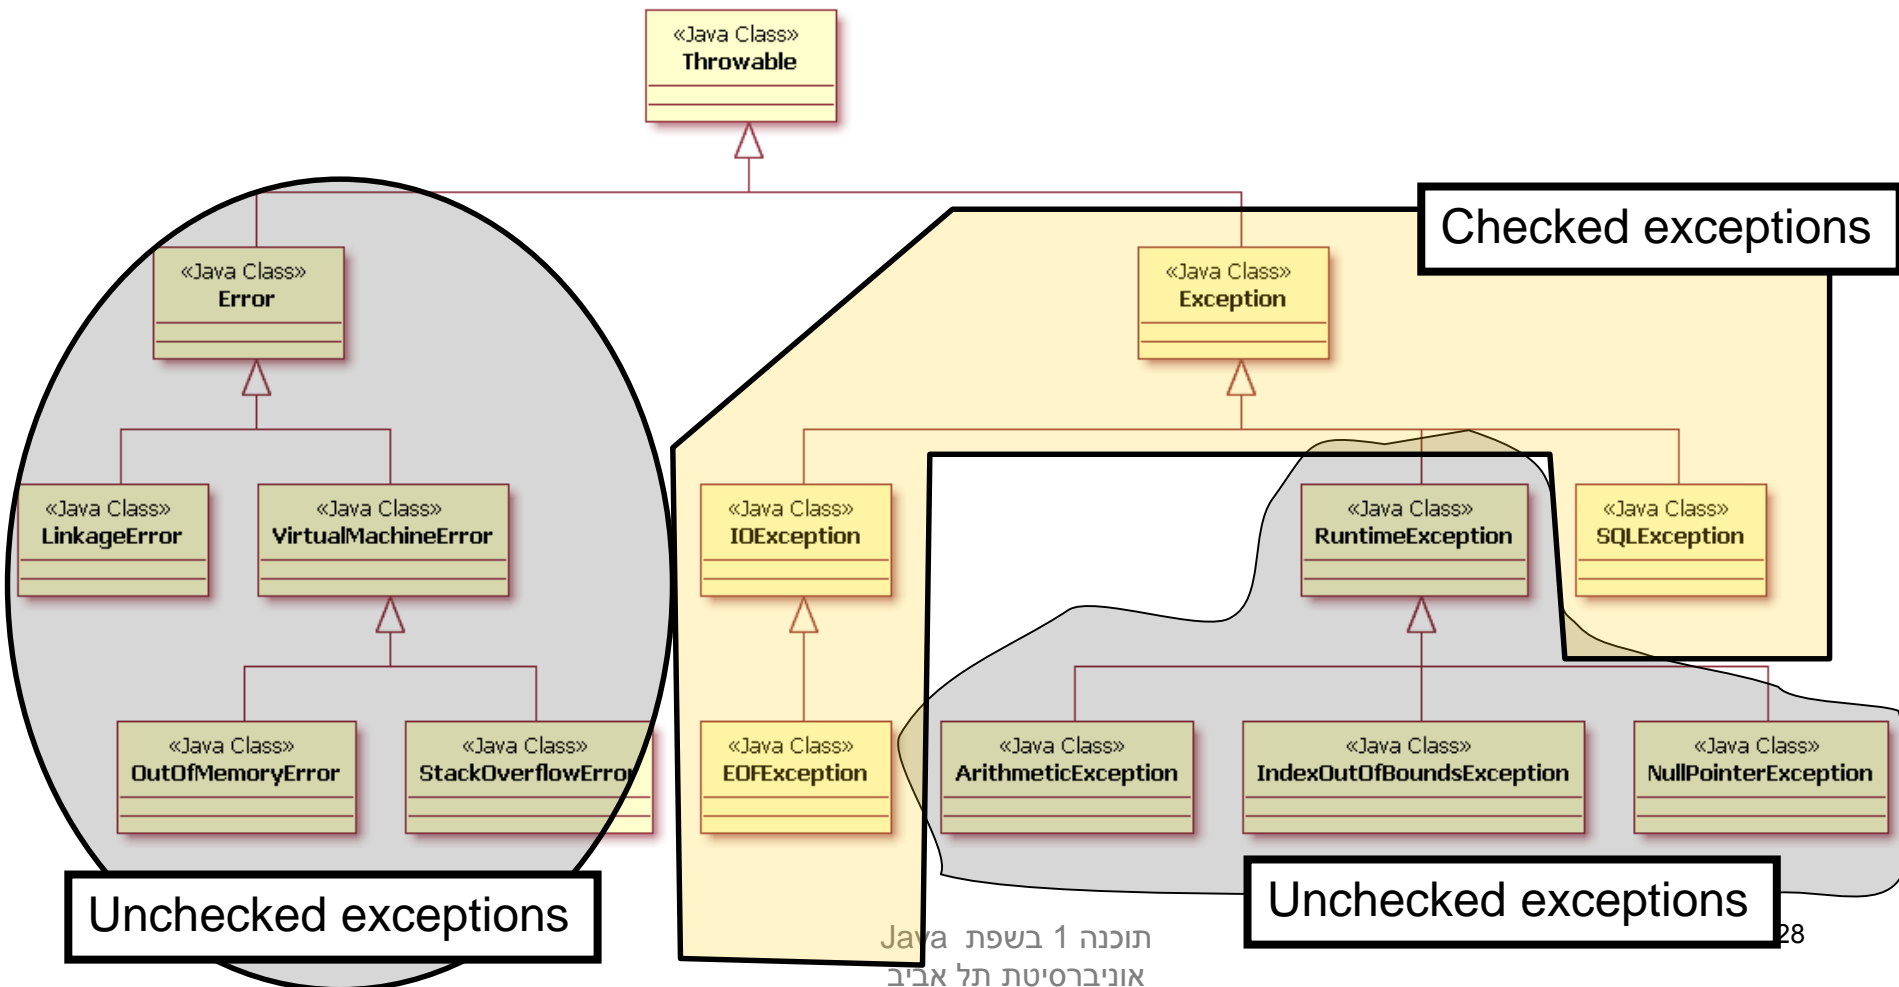 «Java Class»
Throwable
Checked exceptions
«Java Class»
Error
«Java Class»
Exception
«Java Class»
LinkageError
«Java Class»
VirtualMachineError
«Java Class»
IOException
«Java Class»
RuntimeException
«Java Class»
SQLException
«Java Class»
OutOfMemoryError
«Java Class»
StackOverflowError
«Java Class»
EOFException
«Java Class»
ArithmeticException
«Java Class»
IndexOutOfBoundsException
«Java Class»
NullPointerException
Unchecked exceptions
Unchecked exceptions
תוכנה 1 בשפת Java
אוניברסיטת תל אביב
28